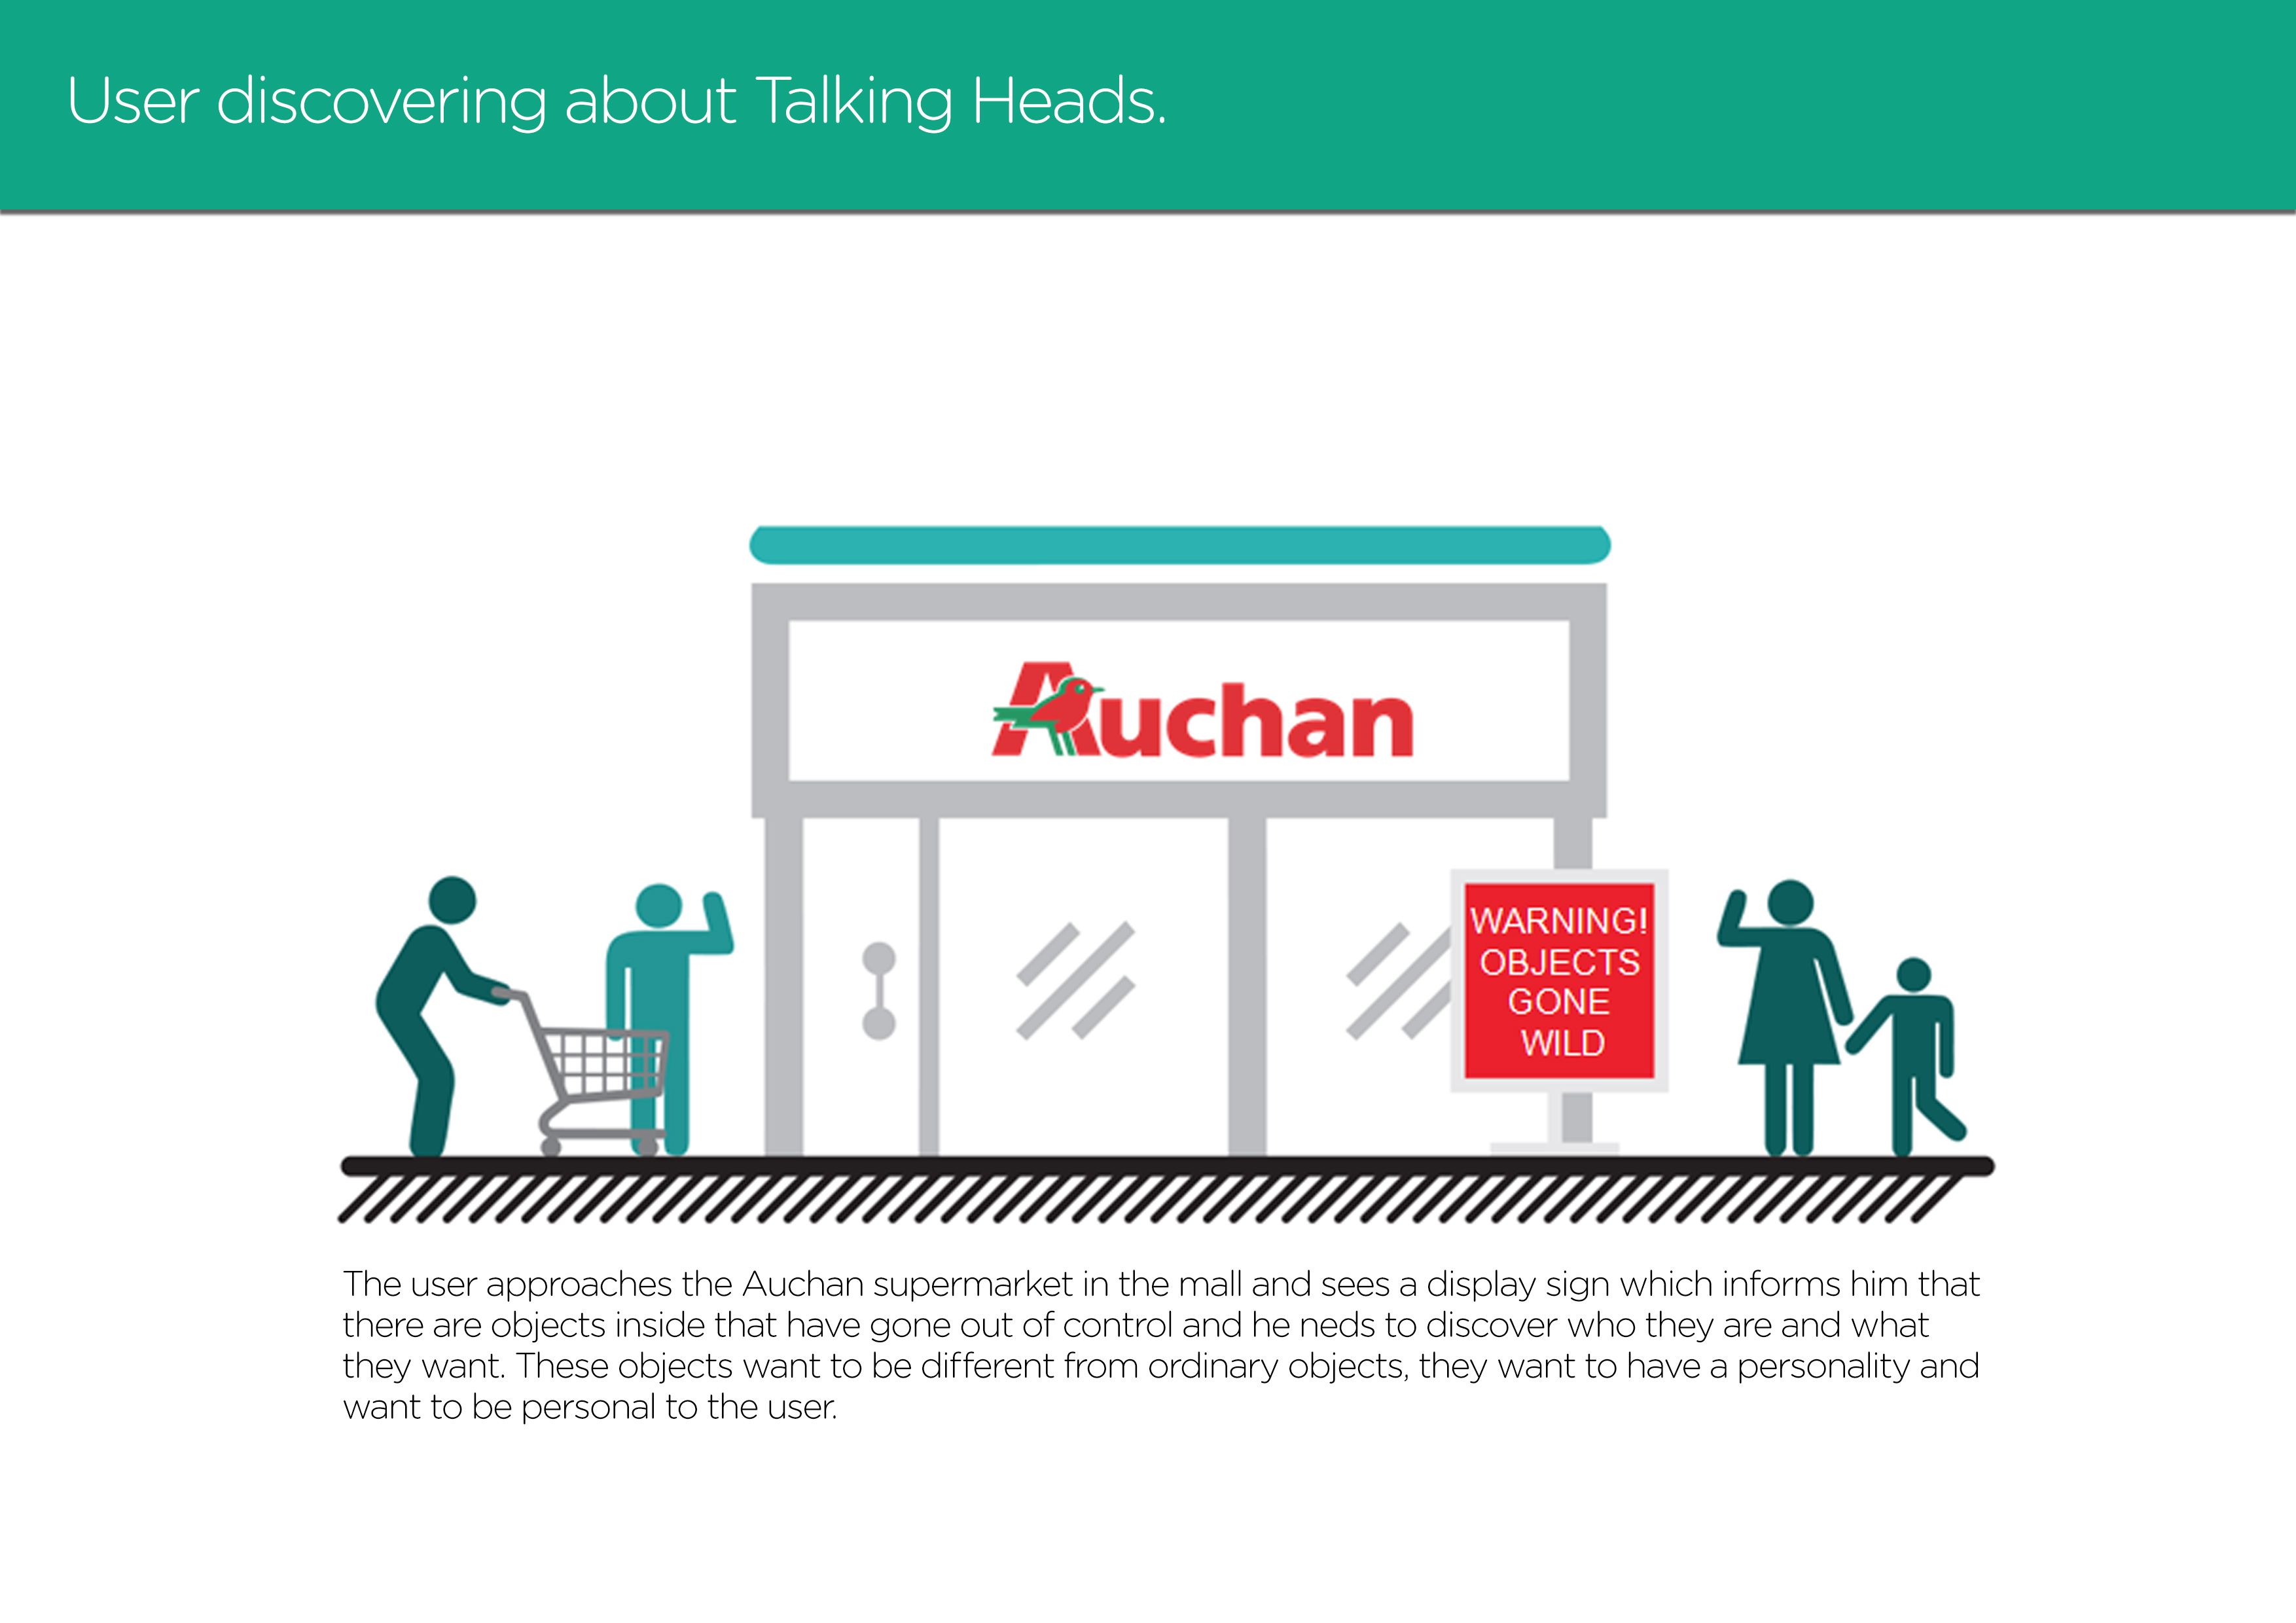 User discovering about Talking Heads.
Auchan
WARNING!
OBJECTS
GONE
WILD
The user approaches the Auchan supermarket in the mall and sees a display sign which informs him that
there are objects inside that have gone out of control and he neds to discover who they are and what
they want. These objects want to be different from ordinary objects, they want to have a personality and
want to be personal to the user.